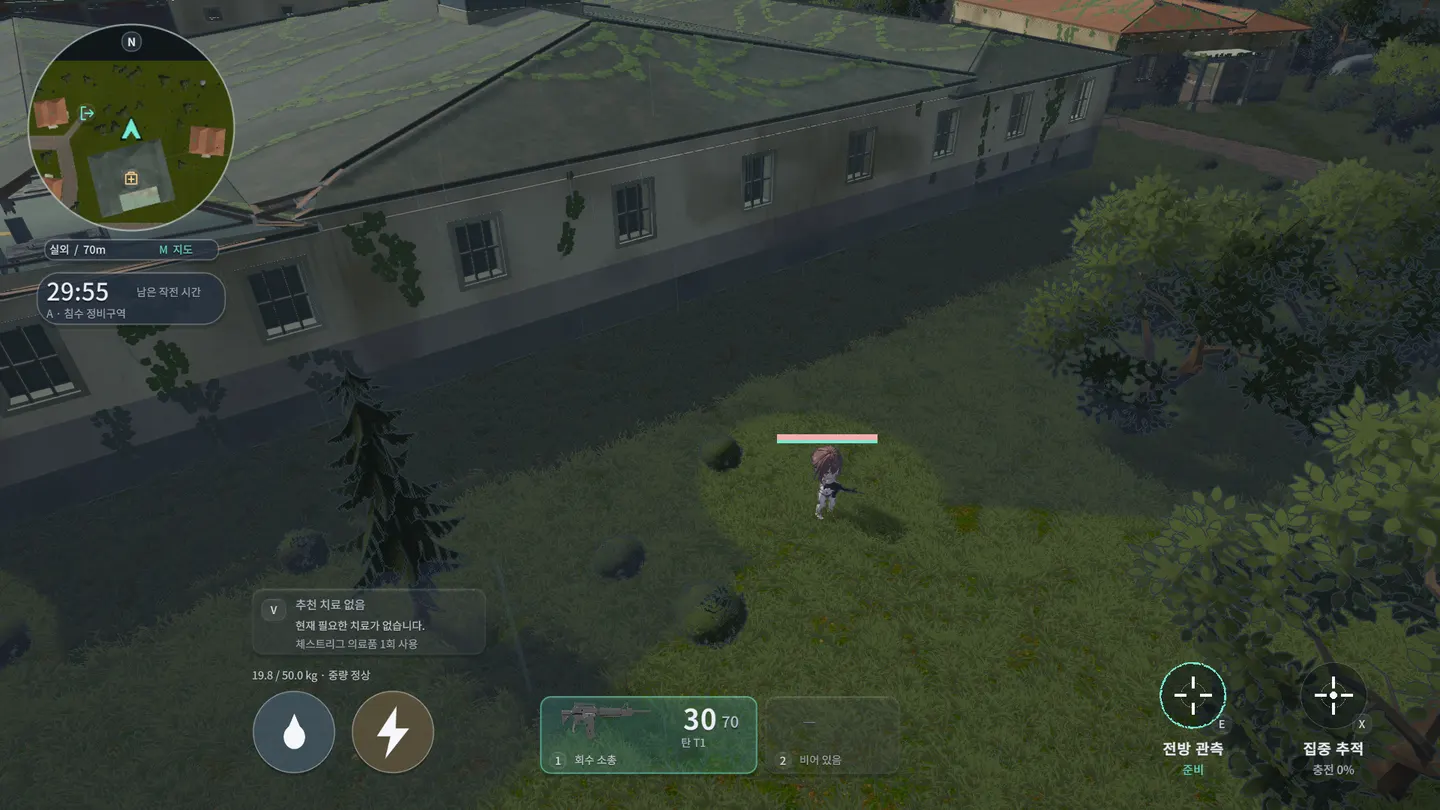 N
실외 / 70m
M 지도
29:55
남은 작전 시간
A · 침수 정비구역
V
추천 치료 없음
현재 필요한 치료가 없습니다.
체스트리그 의료품 1회 사용
19.8 / 50.0 kg · 중량 정상
30 70
탄 T1
1 회수 소총
—
2 비어 있음
E
전방 관측
준비
X
집중 추적
충전 0%